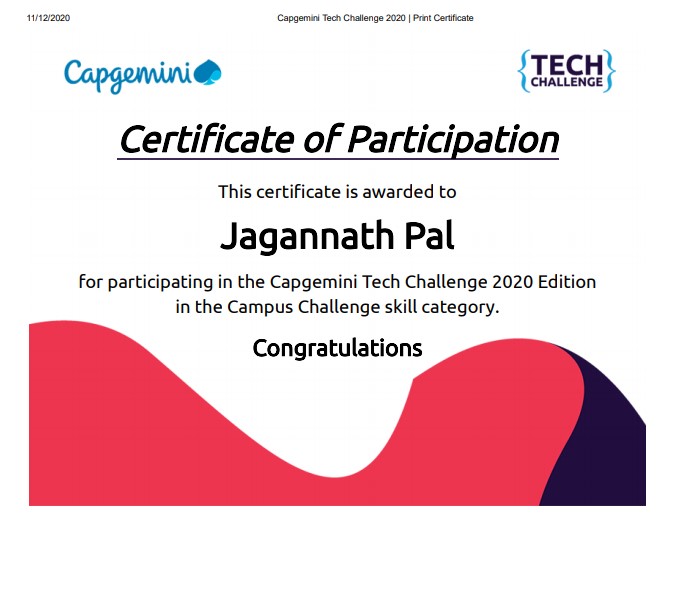 11/12/2020 Capgemini Tech Challenge 2020 | Print Certificate
Capgemini {TECH
CHALLENGE}
Certificate of Participation
This certificate is awarded to
Jagannath Pal
for participating in the Capgemini Tech Challenge 2020 Edition
in the Campus Challenge skill category.
Congratulations